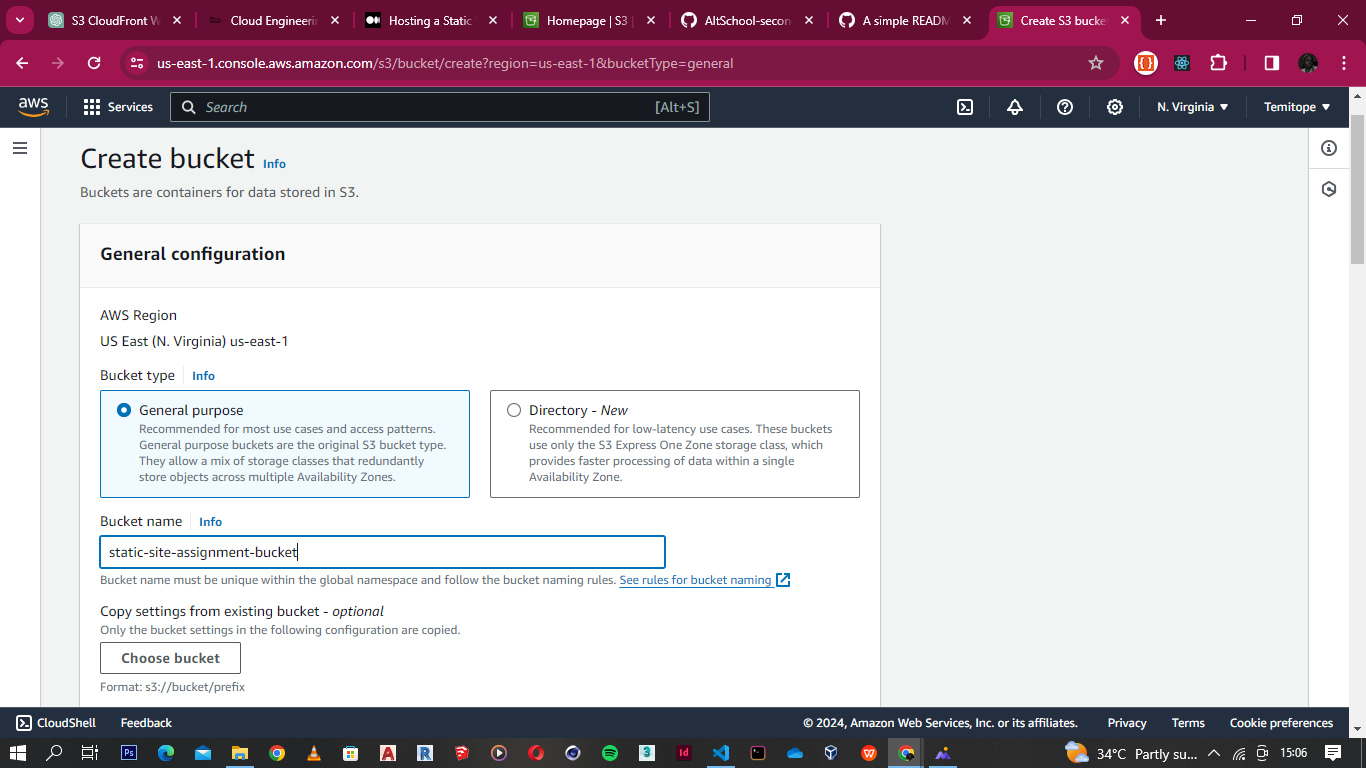 S3 CloudFront W
Cloud Engineerin
Hosting a Static
Homepage | S3 |
AltSchool-secon
A simple README
Create S3 bucket
us-east-1.console.aws.amazon.com/s3/bucket/create?region=us-east-1&bucketType=general
aws
Services
Search
[Alt+S]
N. Virginia
Temitope
Create bucket Info
Buckets are containers for data stored in S3.
General configuration
AWS Region
US East (N. Virginia) us-east-1
Bucket type Info
General purpose
Recommended for most use cases and access patterns.
General purpose buckets are the original S3 bucket type.
They allow a mix of storage classes that redundantly
store objects across multiple Availability Zones.
Directory - New
Recommended for low-latency use cases. These buckets
use only the S3 Express One Zone storage class, which
provides faster processing of data within a single
Availability Zone.
Bucket name Info
static-site-assignment-bucket
Bucket name must be unique within the global namespace and follow the bucket naming rules. See rules for bucket naming
Copy settings from existing bucket - optional
Only the bucket settings in the following configuration are copied.
Choose bucket
Format: s3://bucket/prefix
CloudShell
Feedback
© 2024, Amazon Web Services, Inc. or its affiliates.
Privacy
Terms
Cookie preferences
Ps
A
R
3
Id
34°C Partly su...
15:06